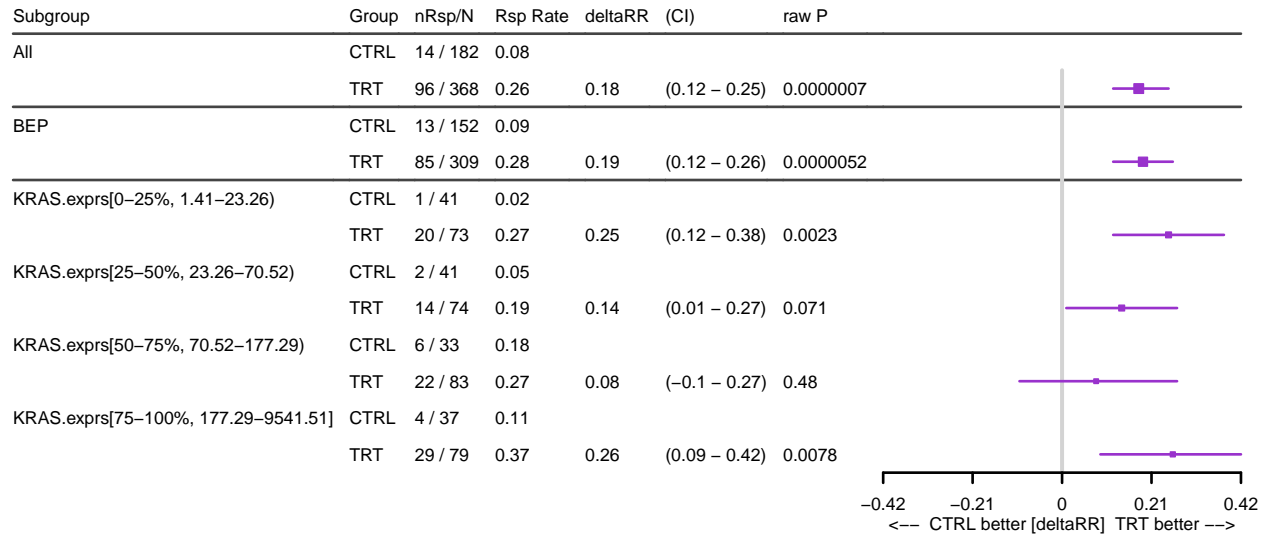 Subgroup Group nRsp/N Rsp Rate deltaRR (CI) raw P
All CTRL 14 / 182 0.08
TRT 96 / 368 0.26 0.18 (0.12 − 0.25) 0.0000007
BEP CTRL 13 / 152 0.09
TRT 85 / 309 0.28 0.19 (0.12 − 0.26) 0.0000052
KRAS.exprs[0−25%, 1.41−23.26) CTRL 1 / 41 0.02
TRT 20 / 73 0.27 0.25 (0.12 − 0.38) 0.0023
KRAS.exprs[25−50%, 23.26−70.52) CTRL 2 / 41 0.05
TRT 14 / 74 0.19 0.14 (0.01 − 0.27) 0.071
KRAS.exprs[50−75%, 70.52−177.29) CTRL 6 / 33 0.18
TRT 22 / 83 0.27 0.08 (−0.1 − 0.27) 0.48
KRAS.exprs[75−100%, 177.29−9541.51] CTRL 4 / 37 0.11
TRT 29 / 79 0.37 0.26 (0.09 − 0.42) 0.0078
−0.42 −0.21 0 0.21 0.42
<−− CTRL better [deltaRR] TRT better −−>